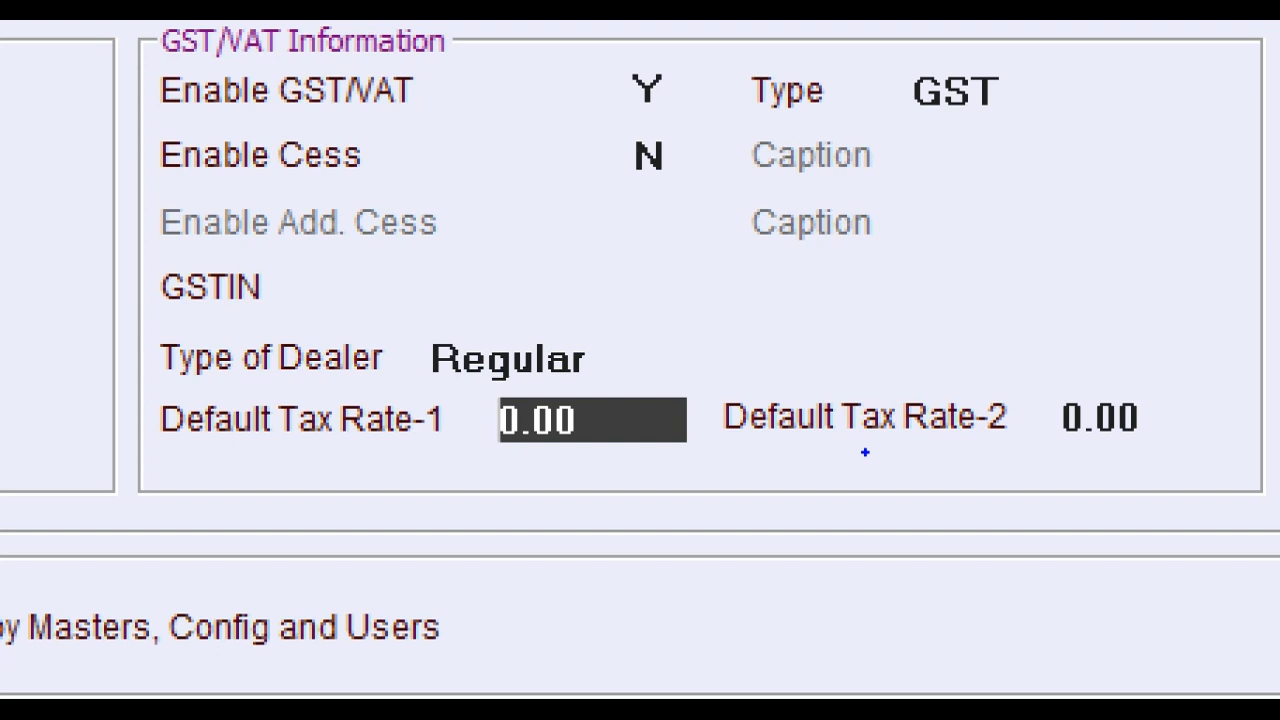 GST/VAT Information
Enable GST/VAT Y Type GST
Enable Cess N Caption
Enable Add. Cess Caption
GSTIN
Type of Dealer Regular
Default Tax Rate-1 0.00 Default Tax Rate-2 0.00
Masters, Config and Users